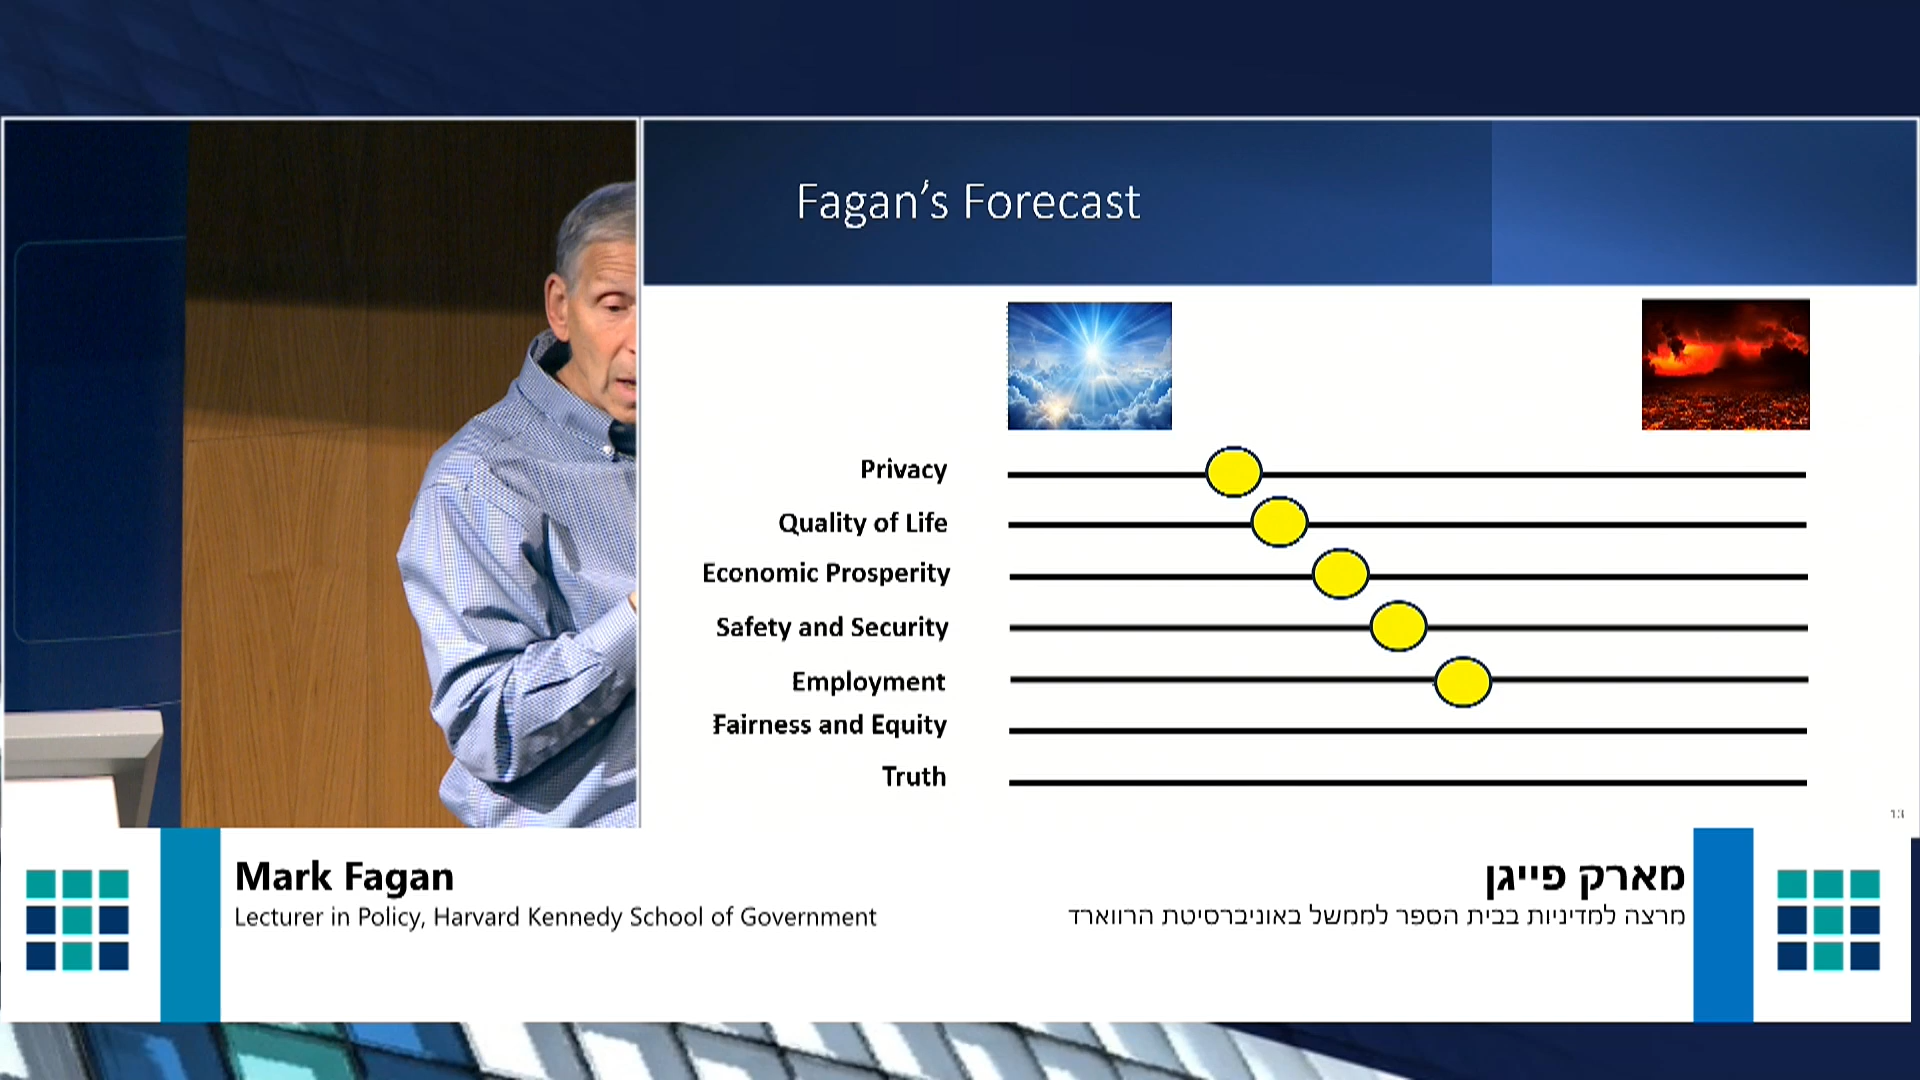 Fagan's Forecast
Privacy
Quality of Life
Economic Prosperity
Safety and Security
Employment
Fairness and Equity
Truth
13
Mark Fagan
Lecturer in Policy, Harvard Kennedy School of Government
מארק פייגן
מרצה למדיניות בבית הספר לממשל באוניברסיטת הרווארד